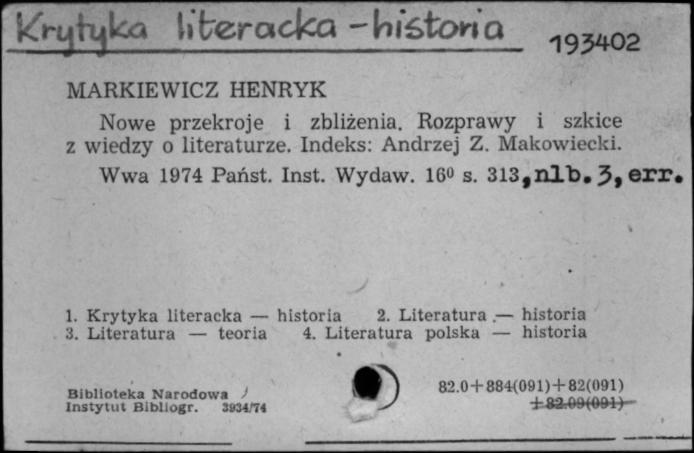 Krytyka literacka - historia
193402
MARKIEWICZ HENRYK
Nowe przekroje i zbliżenia. Rozprawy i szkice
z wiedzy o literaturze. Indeks: Andrzej Z. Makowiecki.
Wwa 1974 Państ. Inst. Wydaw. 16⁰ s. 313, nlb. 3, err.
1. Krytyka literacka — historia 2. Literatura — historia
3. Literatura — teoria 4. Literatura polska — historia
Biblioteka Narodowa
Instytut Bibliogr. 3934/74
82.0+884(091)+82(091)
+82.09(091)